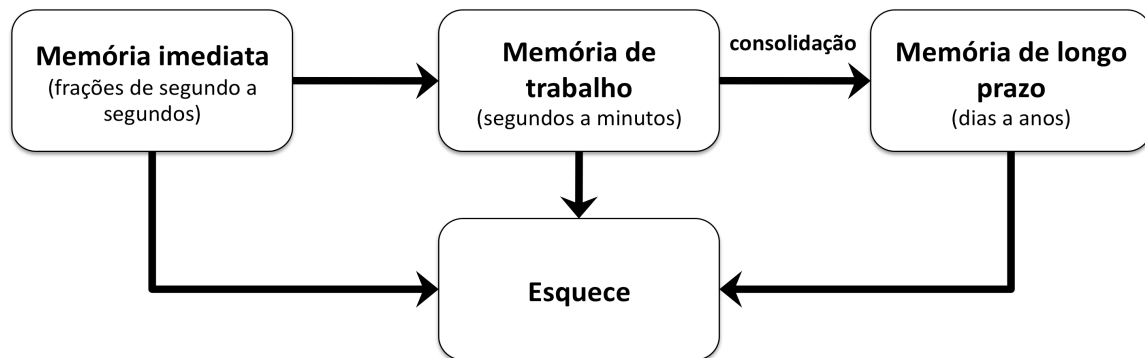 Memória imediata
(frações de segundo a
segundos)
Memória de
trabalho
(segundos a minutos)
consolidação
Memória de longo
prazo
(dias a anos)
Esquece